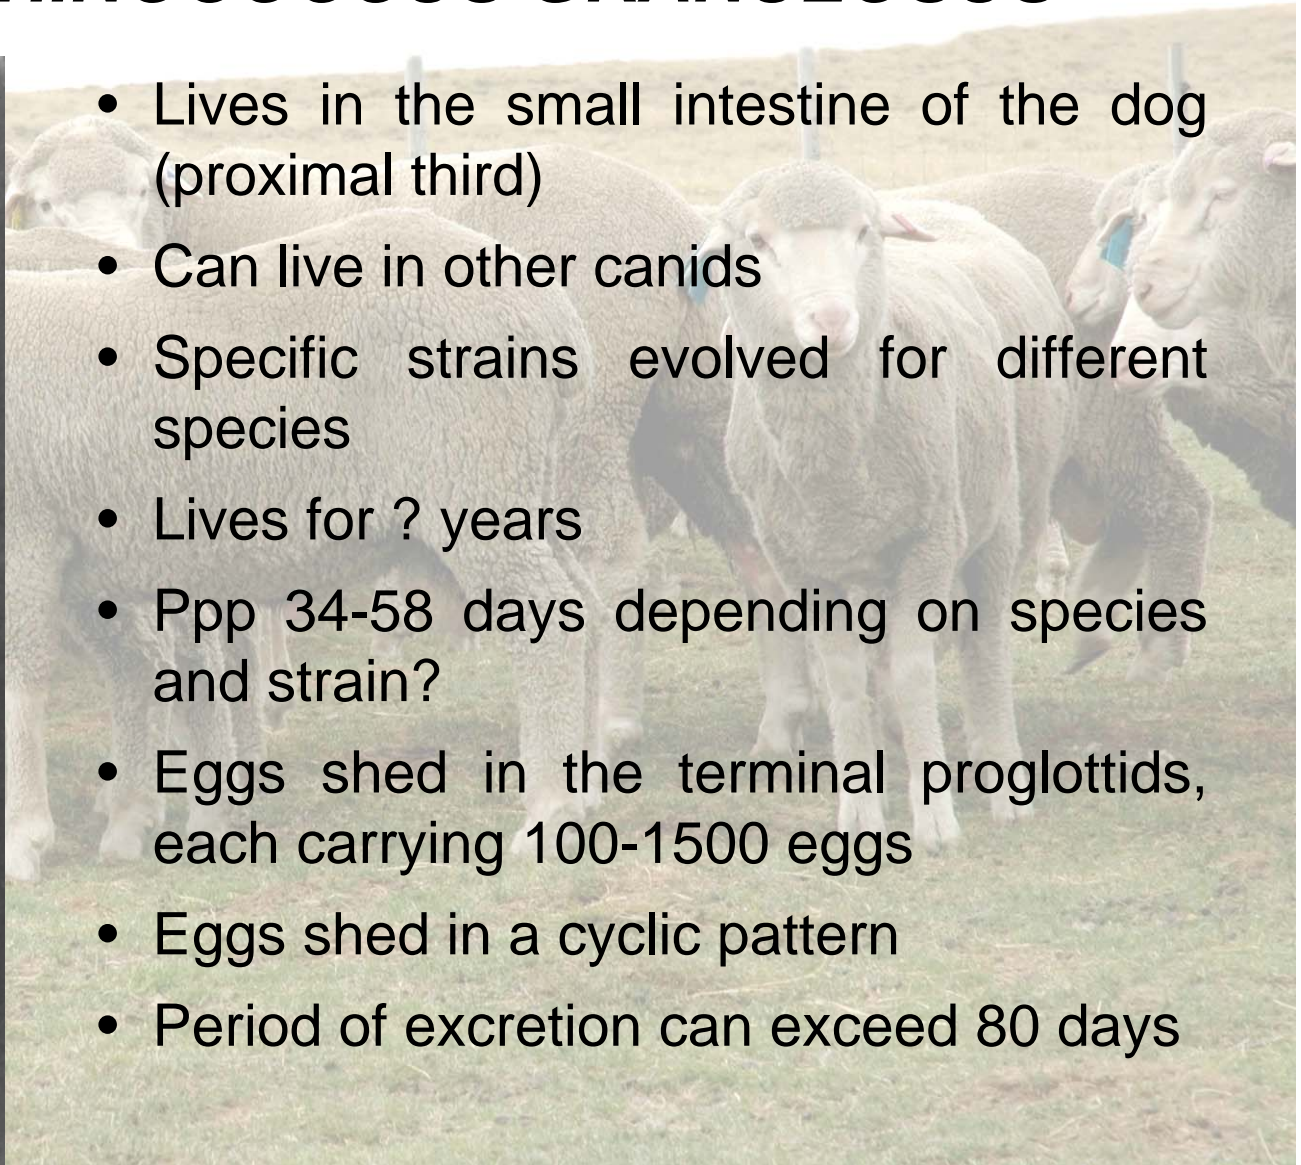 • Lives in the small intestine of the dog
(proximal third)
• Can live in other canids
• Specific strains evolved for different
species
• Lives for ? years
• Ppp 34-58 days depending on species
and strain?
• Eggs shed in the terminal proglottids,
each carrying 100-1500 eggs
• Eggs shed in a cyclic pattern
• Period of excretion can exceed 80 days